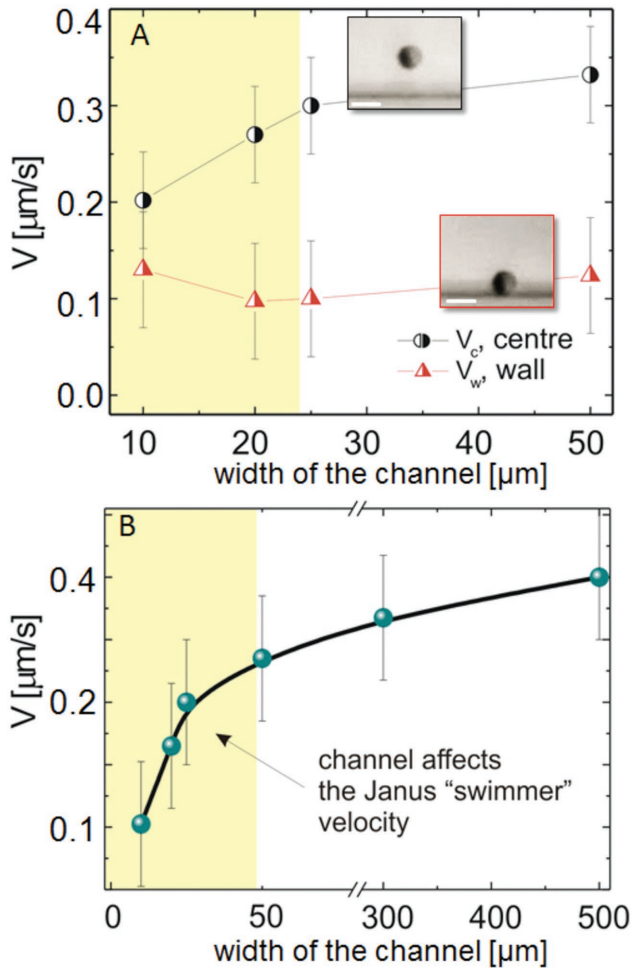 A
0.4
0.3
0.2
0.1
0.0
V [µm/s]
V_c, centre
V_w, wall
10 20 30 40 50
width of the channel [µm]
B
0.4
0.2
0.1
V [µm/s]
channel affects
the Janus “swimmer”
velocity
0 50 300 400 500
width of the channel [µm]